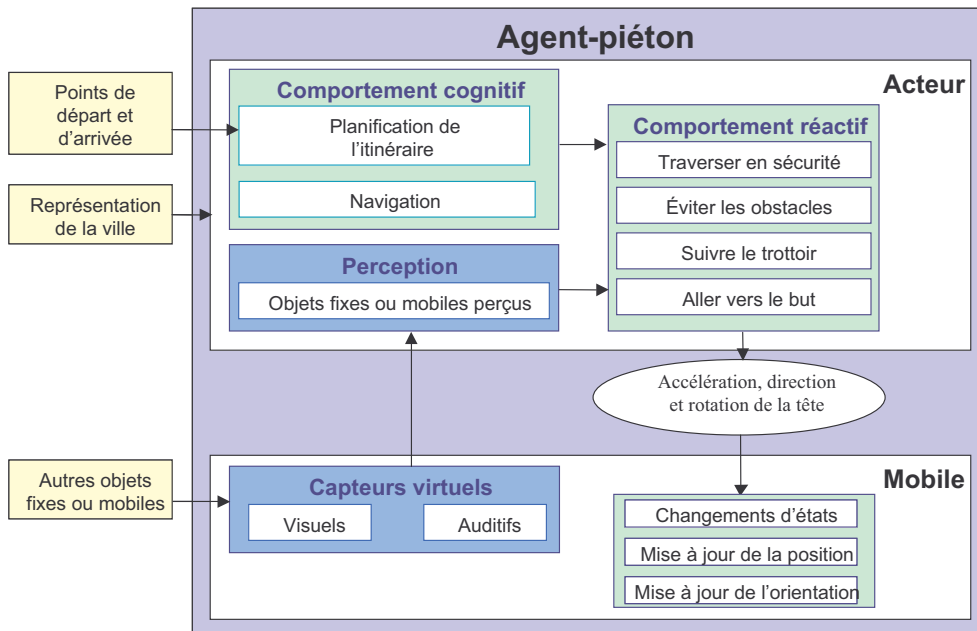 Agent-piéton
Acteur
Points de
départ et
d'arrivée
Représentation
de la ville
Comportement cognitif
Planification de
l'itinéraire
Navigation
Perception
Objets fixes ou mobiles perçus
Comportement réactif
Traverser en sécurité
Éviter les obstacles
Suivre le trottoir
Aller vers le but
Accélération, direction
et rotation de la tête
Autres objets
fixes ou mobiles
Mobile
Capteurs virtuels
Visuels
Auditifs
Changements d'états
Mise à jour de la position
Mise à jour de l'orientation